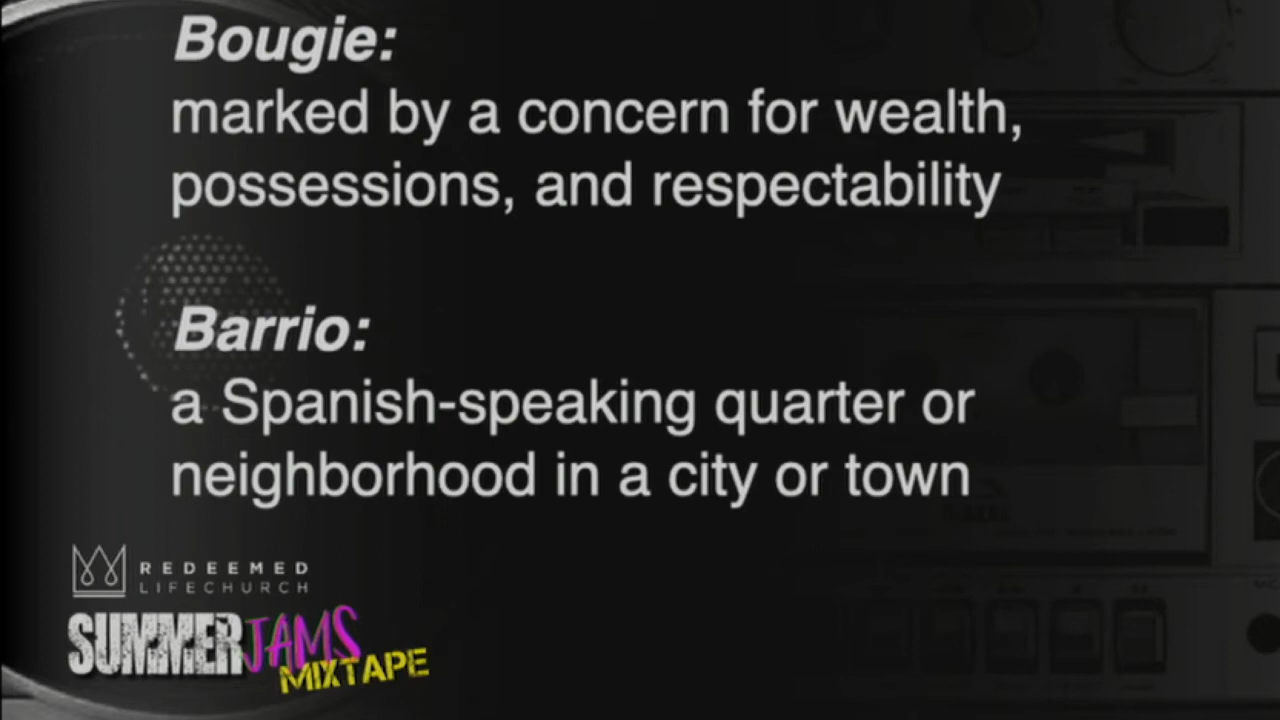 Bougie:
marked by a concern for wealth,
possessions, and respectability
Barrio:
a Spanish-speaking quarter or
neighborhood in a city or town
REDEEMED
LIFECHURCH
SUMMER JAMS
MIXTAPE